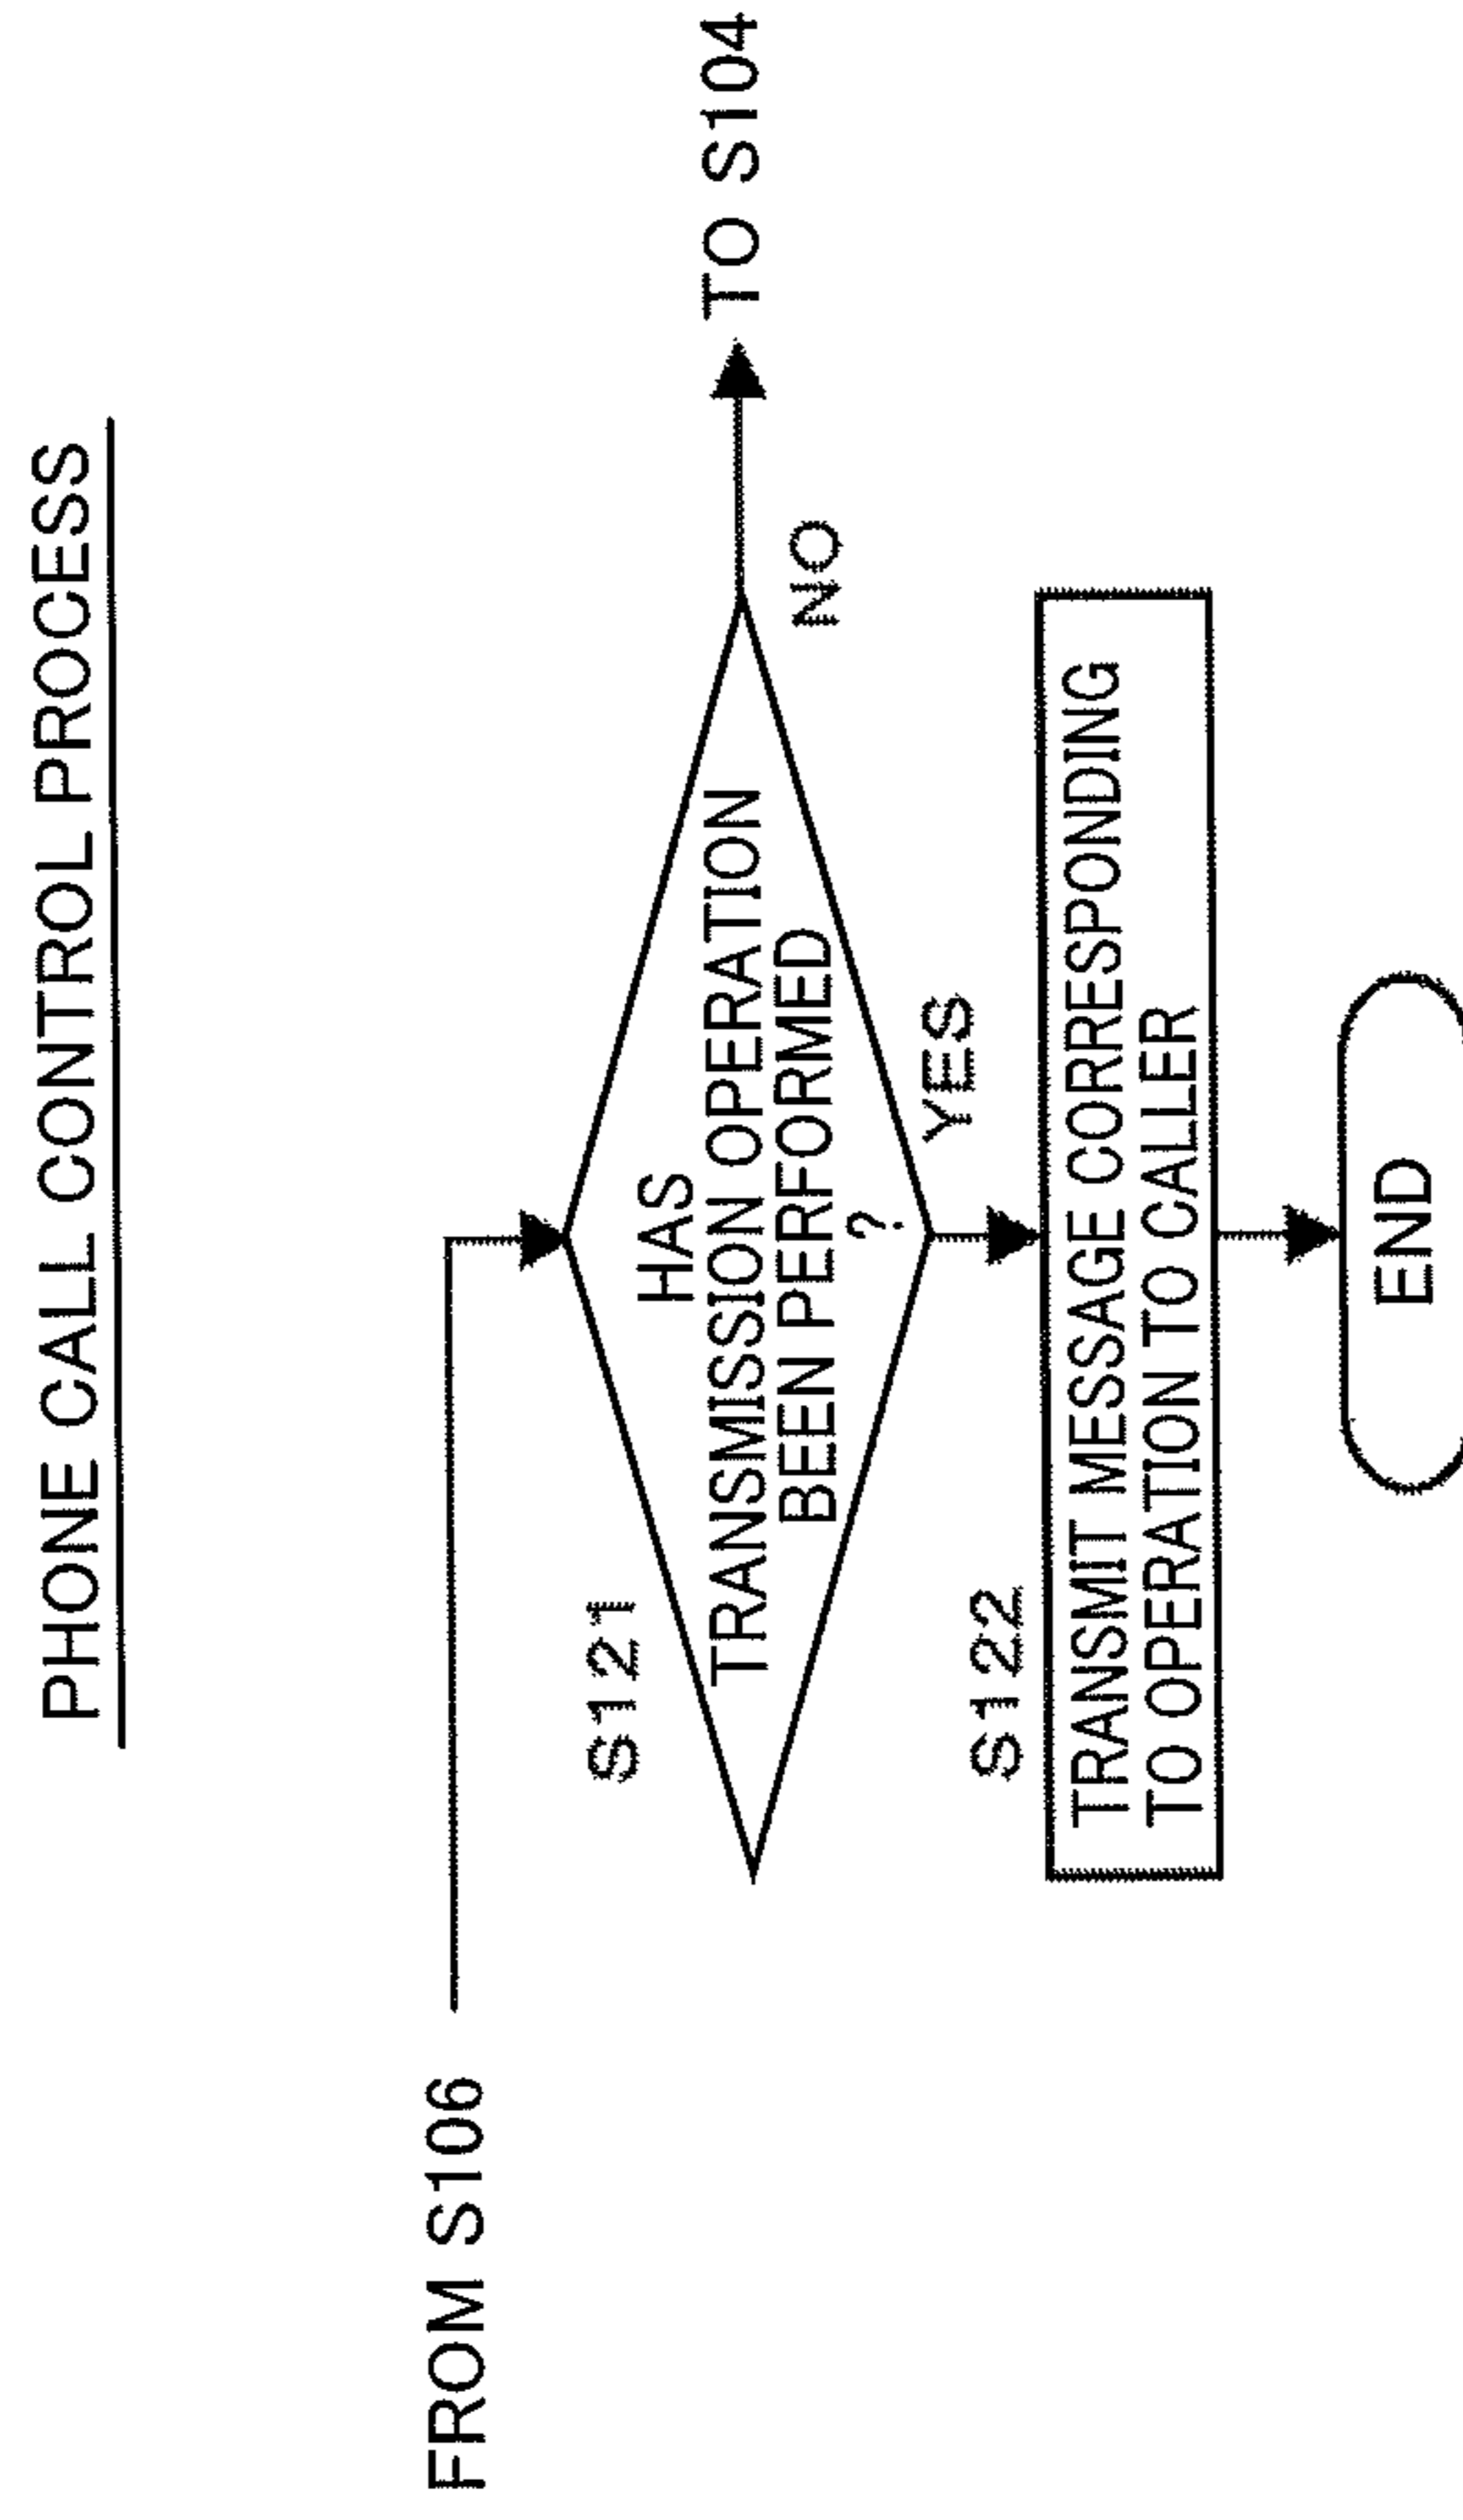 PHONE CALL CONTROL PROCESS
FROM S106
S121
HAS
TRANSMISSION OPERATION
BEEN PERFORMED
?
NO
TO S104
YES
S122
TRANSMIT MESSAGE CORRESPONDING
TO OPERATION TO CALLER
END